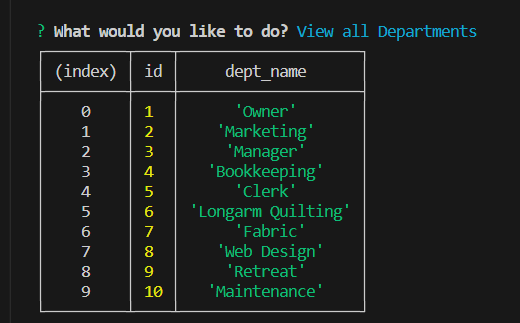 ? What would you like to do? View all Departments
(index) id dept_name
0 1 'Owner'
1 2 'Marketing'
2 3 'Manager'
3 4 'Bookkeeping'
4 5 'Clerk'
5 6 'Longarm Quilting'
6 7 'Fabric'
7 8 'Web Design'
8 9 'Retreat'
9 10 'Maintenance'